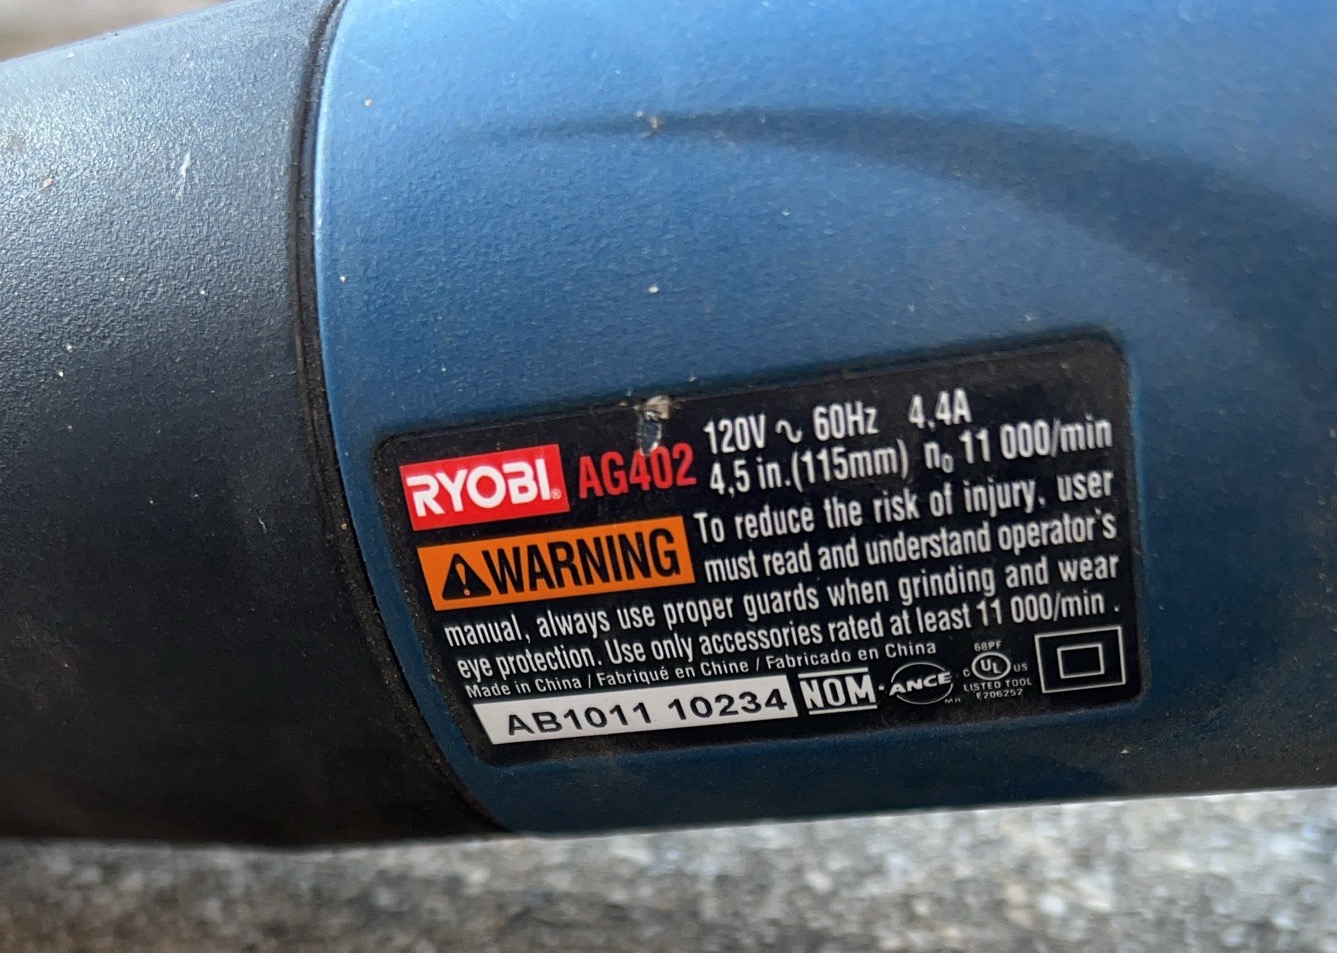 RYOBI® AG402 120V ~ 60Hz 4.4A
4.5 in.(115mm) n₀ 11 000/min
WARNING To reduce the risk of injury, user
must read and understand operator's
manual, always use proper guards when grinding and wear
eye protection. Use only accessories rated at least 11 000/min .
Made in China / Fabriqué en Chine / Fabricado en China
AB1011 10234 NOM-ANCE MR
68PF
C UL US
LISTED TOOL
E206252